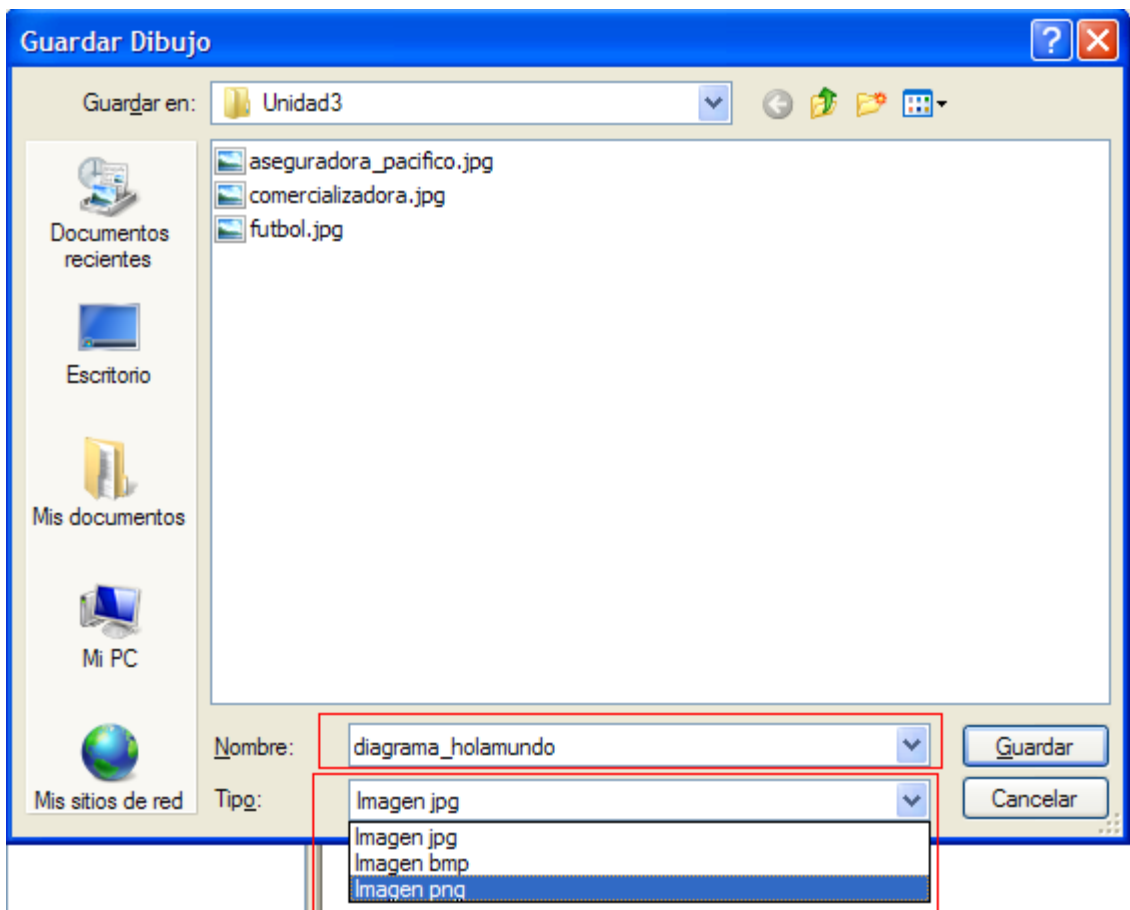 Guardar Dibujo
Guardar en: Unidad3
aseguradora_pacifico.jpg
comercializadora.jpg
futbol.jpg
Documentos
recientes
Escritorio
Mis documentos
Mi PC
Mis sitios de red
Nombre: diagrama_holamundo Guardar
Tipo: Imagen jpg Cancelar
Imagen jpg
Imagen bmp
Imagen png